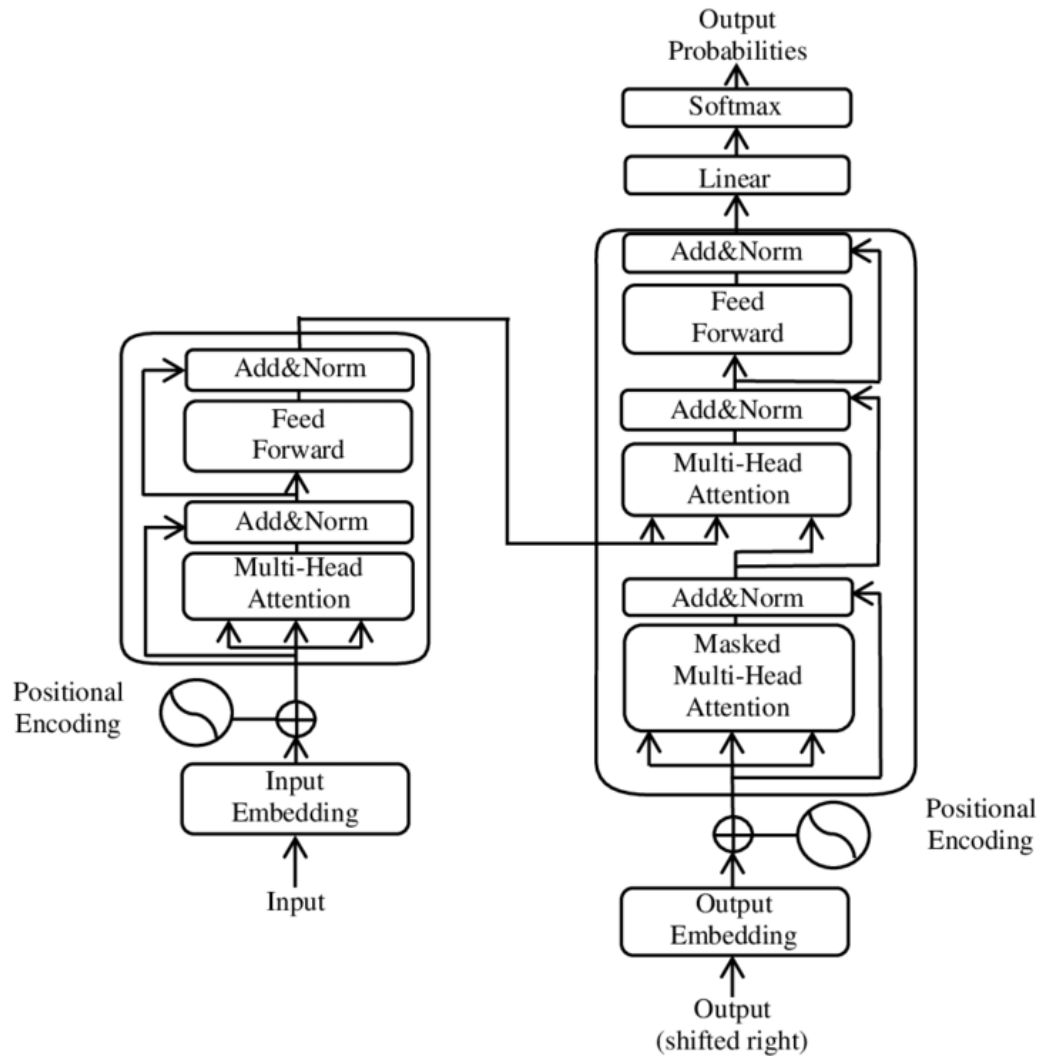 Output
Probabilities
Softmax
Linear
Add&Norm
Feed
Forward
Add&Norm
Multi-Head
Attention
Add&Norm
Masked
Multi-Head
Attention
Positional
Encoding
Output
Embedding
Output
(shifted right)
Add&Norm
Feed
Forward
Add&Norm
Multi-Head
Attention
Positional
Encoding
Input
Embedding
Input